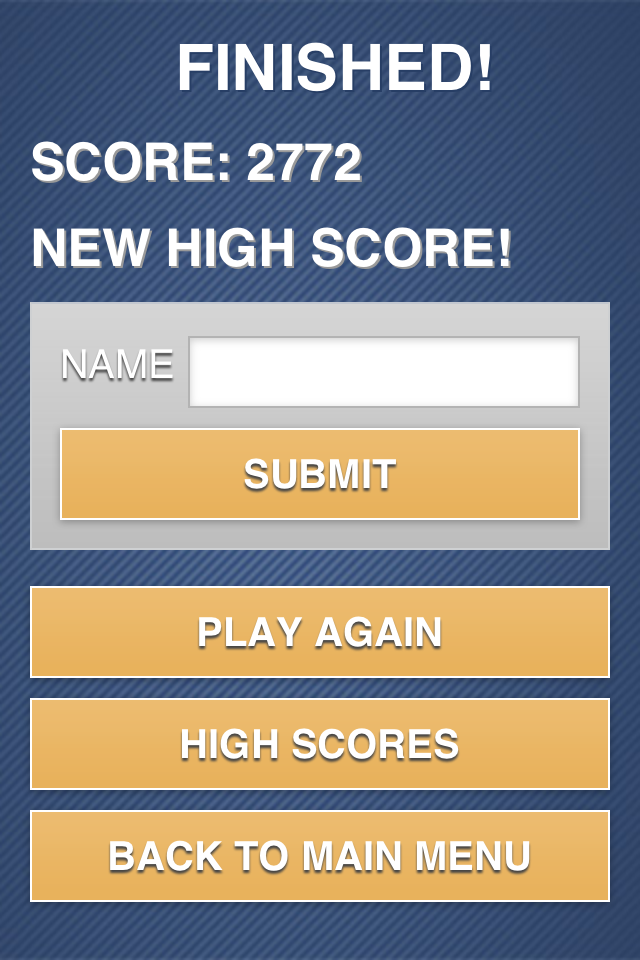 FINISHED!
SCORE: 2772
NEW HIGH SCORE!
NAME
SUBMIT
PLAY AGAIN
HIGH SCORES
BACK TO MAIN MENU